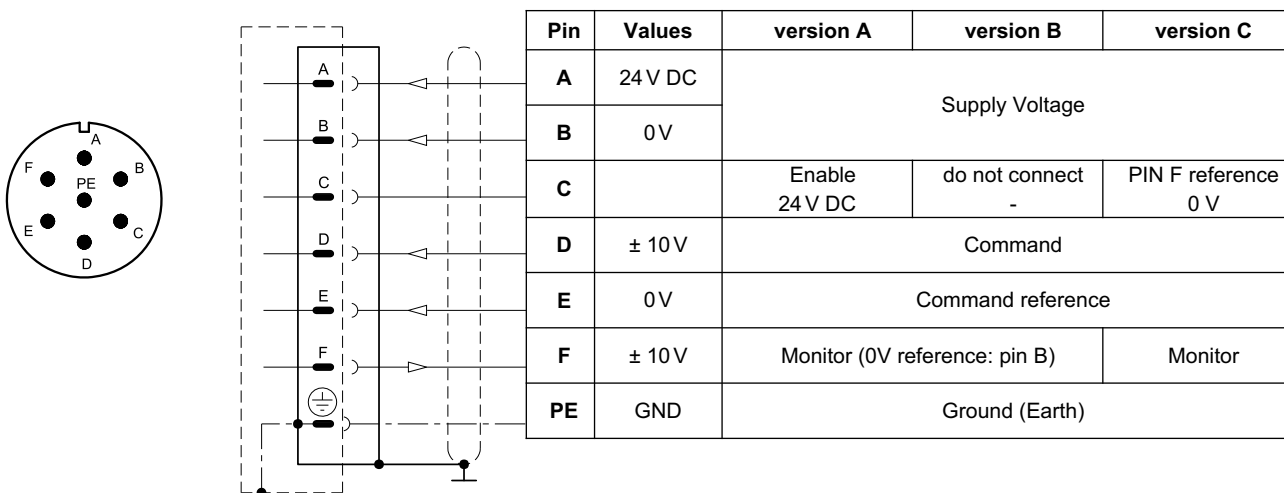 A
B
C
D
E
F
PE
A
B
C
D
E
F
Pin Values version A version B version C
A 24 V DC Supply Voltage
B 0 V
C Enable 24 V DC do not connect - PIN F reference 0 V
D ± 10 V Command
E 0 V Command reference
F ± 10 V Monitor (0V reference: pin B) Monitor
PE GND Ground (Earth)